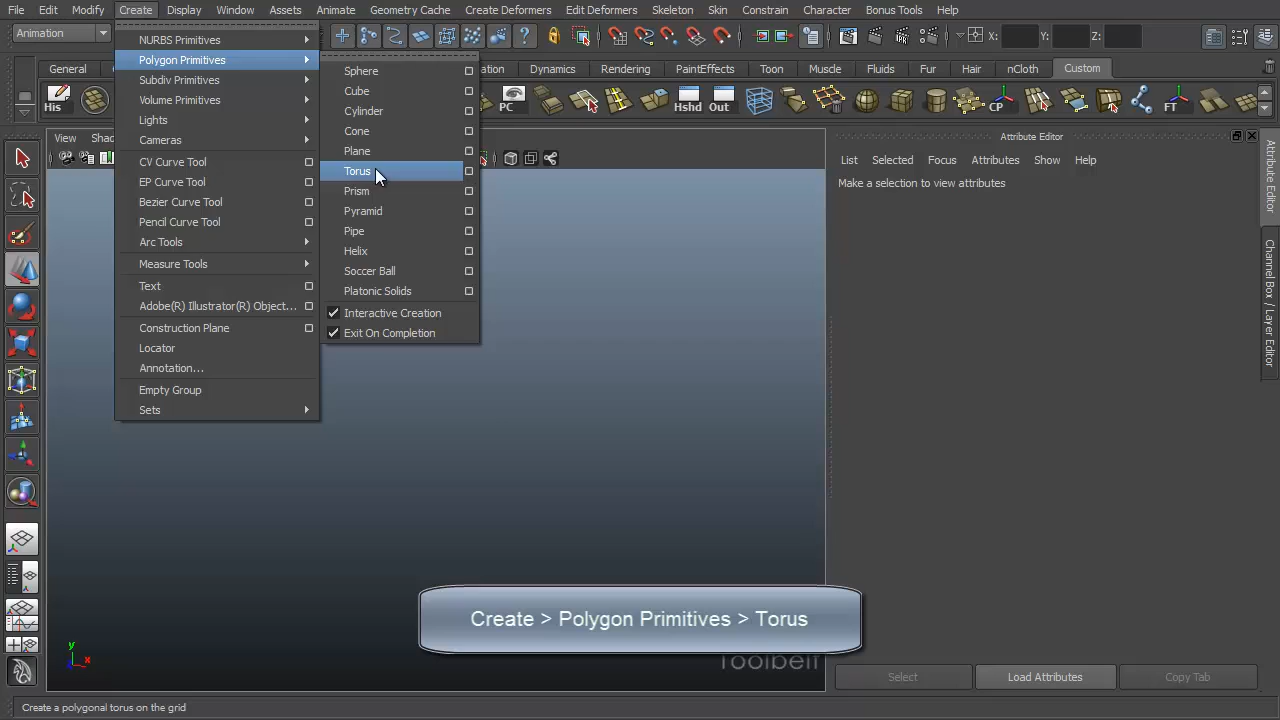 File Edit Modify Create Display Window Assets Animate Geometry Cache Create Deformers Edit Deformers Skeleton Skin Constrain Character Bonus Tools Help
Animation
X: Y: Z:
General
Dynamics Rendering PaintEffects Toon Muscle Fluids Fur Hair nCloth Custom
His PC Hshd Out CP FT
NURBS Primitives
Polygon Primitives
Subdiv Primitives
Volume Primitives
Lights
Cameras
CV Curve Tool
EP Curve Tool
Bezier Curve Tool
Pencil Curve Tool
Arc Tools
Measure Tools
Text
Adobe(R) Illustrator(R) Object...
Construction Plane
Locator
Annotation...
Empty Group
Sets
Sphere
Cube
Cylinder
Cone
Plane
Torus
Prism
Pyramid
Pipe
Helix
Soccer Ball
Platonic Solids
Interactive Creation
Exit On Completion
View
Attribute Editor
List Selected Focus Attributes Show Help
Make a selection to view attributes
Attribute Editor
Channel Box / Layer Editor
Create > Polygon Primitives > Torus
Toolbelt
y
x
Select Load Attributes Copy Tab
Create a polygonal torus on the grid